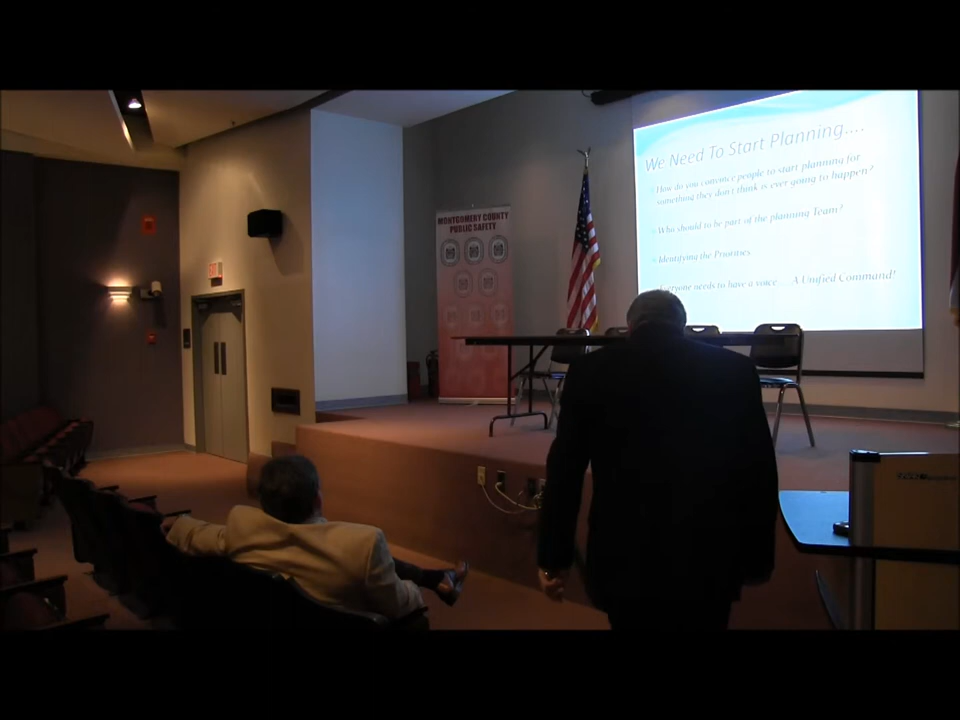 We Need To Start Planning....
How do you convince people to start planning for
something they don't think is ever going to happen?
Who should to be part of the planning Team?
Identifying the Priorities
Everyone needs to have a voice .... A Unified Command!
MONTGOMERY COUNTY
PUBLIC SAFETY